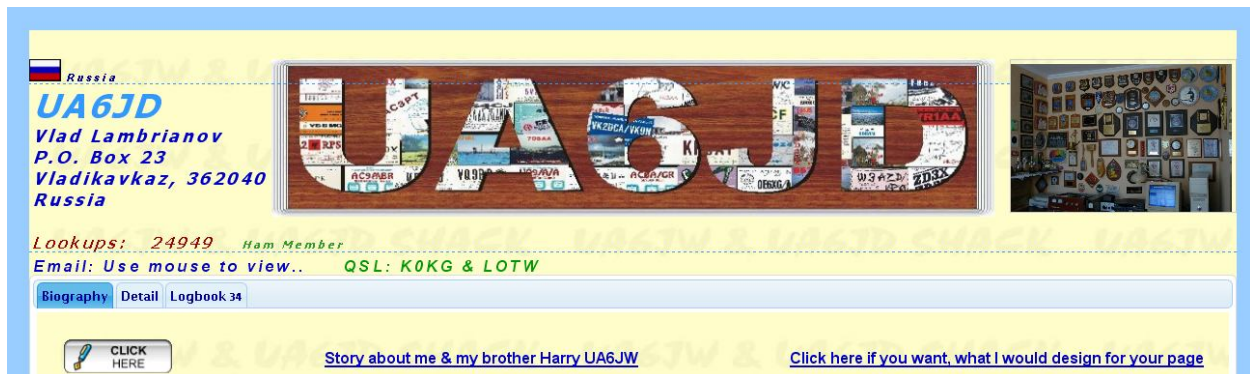 Russia
UA6JD
UA6JD
Vlad Lambrianov
P.O. Box 23
Vladikavkaz, 362040
Russia
Lookups: 24949 Ham Member
Email: Use mouse to view.. QSL: K0KG & LOTW
Biography Detail Logbook 34
CLICK HERE
Story about me & my brother Harry UA6JW
Click here if you want, what I would design for your page